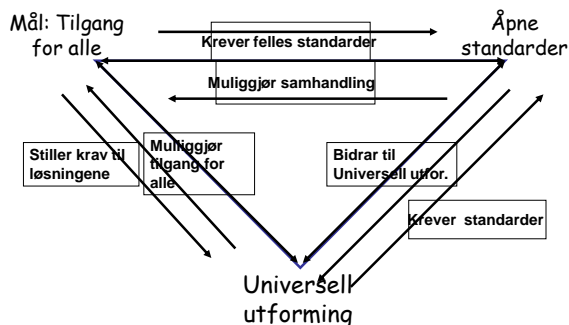 Mål: Tilgang
for alle
Åpne
standarder
Krever felles standarder
Muliggjør samhandling
Stiller krav til
løsningene
Mulliggjør
tilgang for
alle
Bidrar til
Universell utfor.
Krever standarder
Universell
utforming